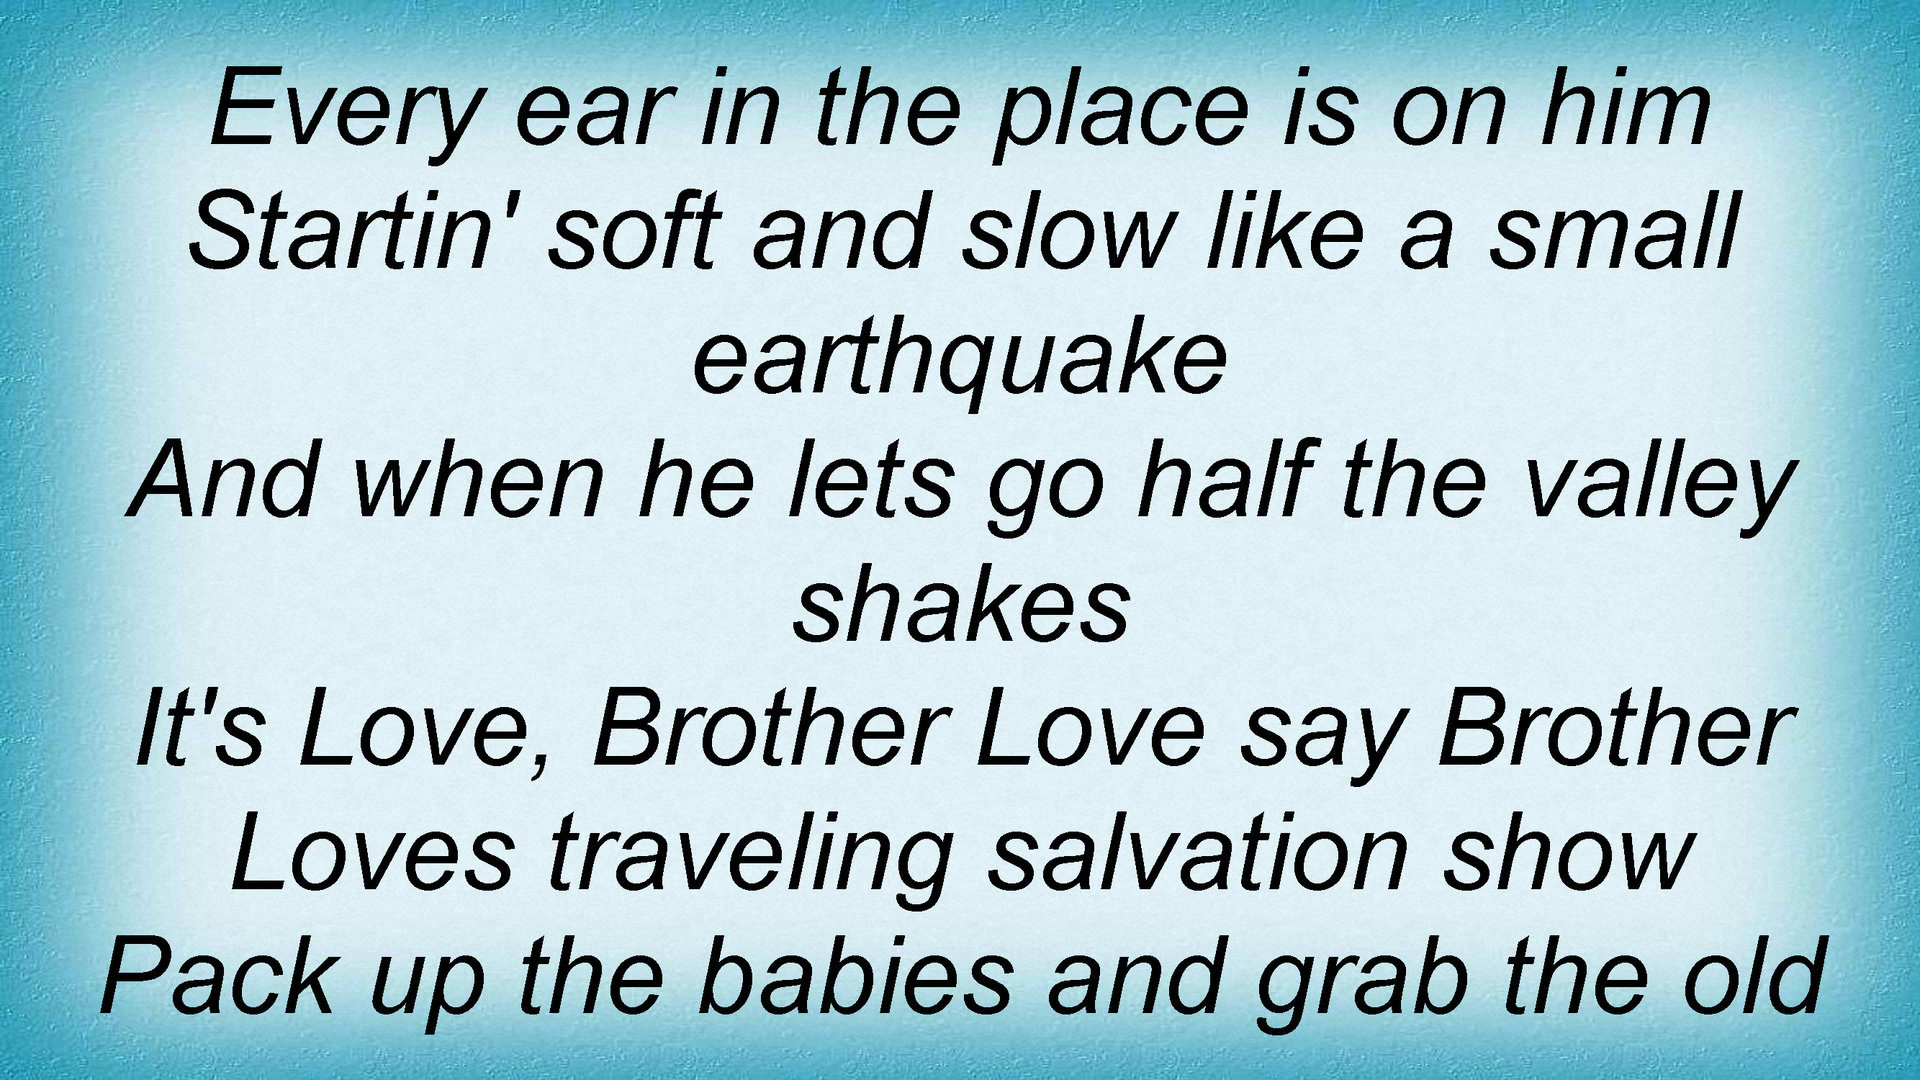 Every ear in the place is on him
Startin' soft and slow like a small
earthquake
And when he lets go half the valley
shakes
It's Love, Brother Love say Brother
Loves traveling salvation show
Pack up the babies and grab the old